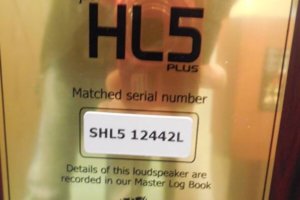 HL5
PLUS
Matched serial number
SHL5 12442L
Details of this loudspeaker are
recorded in our Master Log Book